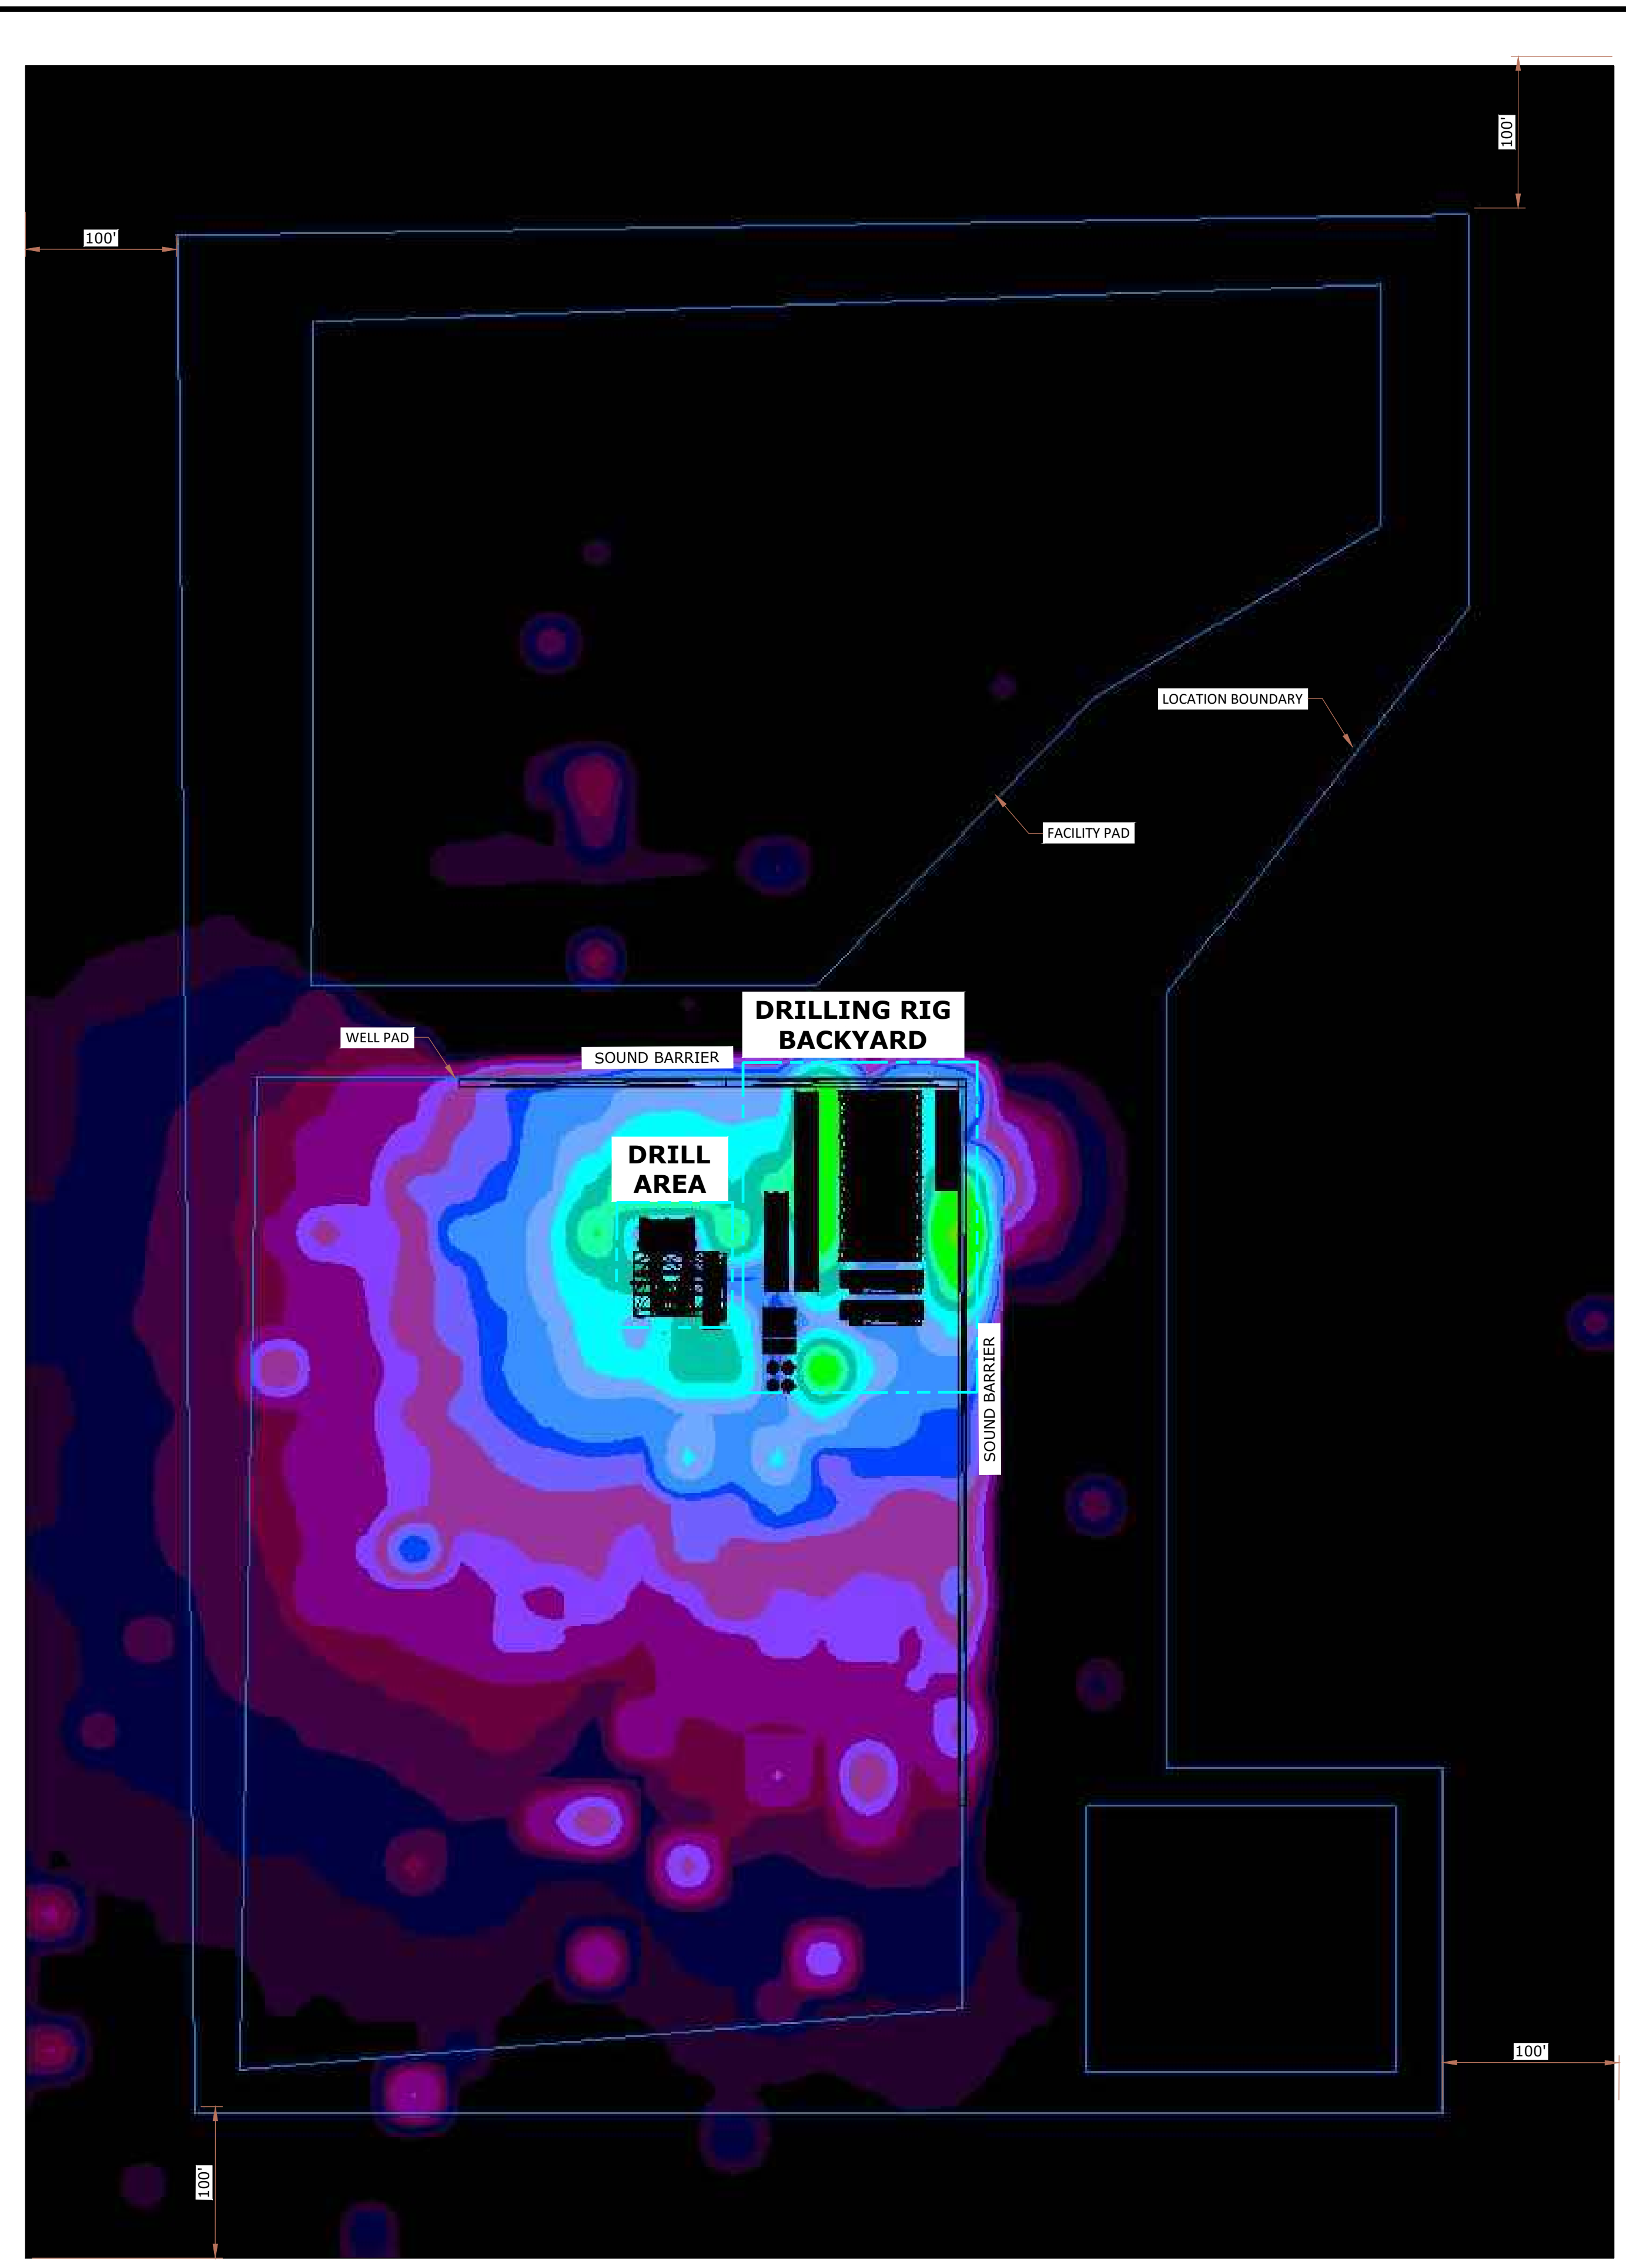 100'
100'
LOCATION BOUNDARY
FACILITY PAD
DRILLING RIG
BACKYARD
WELL PAD
SOUND BARRIER
DRILL
AREA
SOUND BARRIER
100'
100'